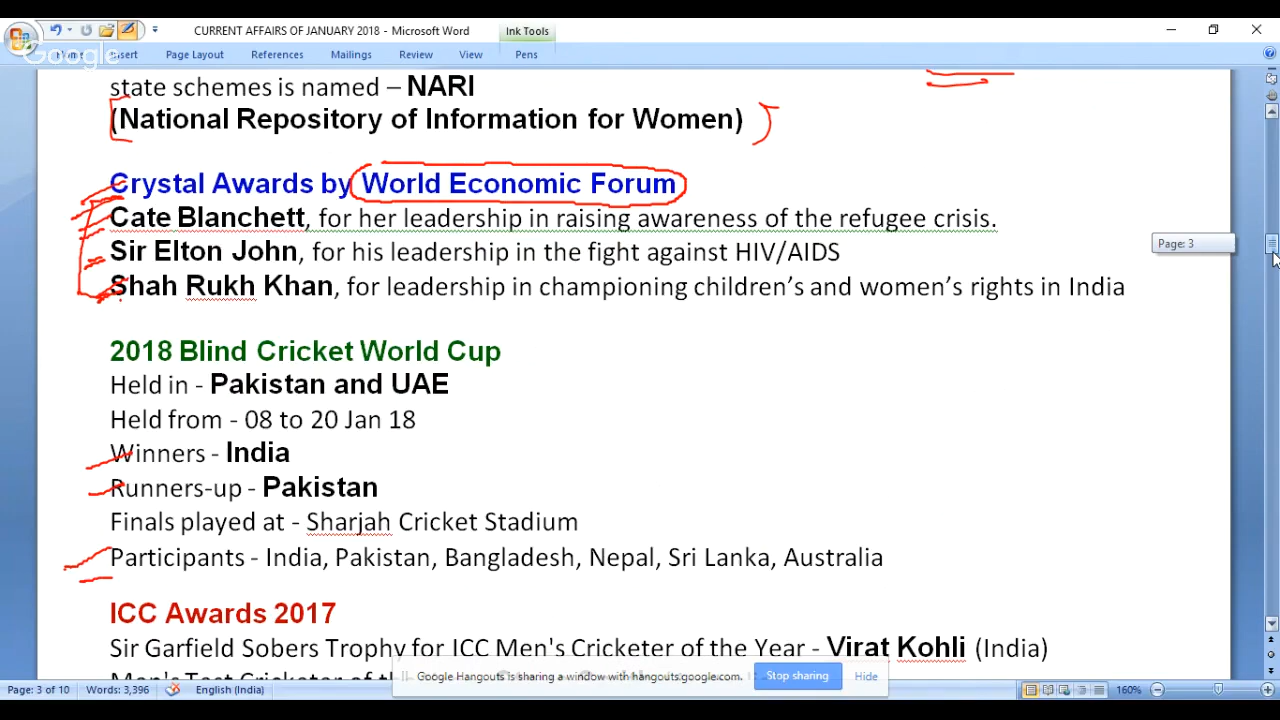 CURRENT AFFAIRS OF JANUARY 2018 - Microsoft Word
Ink Tools
Google
Insert Page Layout References Mailings Review View Pens
state schemes is named – NARI
(National Repository of Information for Women)
Crystal Awards by World Economic Forum
Cate Blanchett, for her leadership in raising awareness of the refugee crisis.
Sir Elton John, for his leadership in the fight against HIV/AIDS
Page: 3
Shah Rukh Khan, for leadership in championing children's and women's rights in India
2018 Blind Cricket World Cup
Held in - Pakistan and UAE
Held from - 08 to 20 Jan 18
Winners - India
Runners-up - Pakistan
Finals played at - Sharjah Cricket Stadium
Participants - India, Pakistan, Bangladesh, Nepal, Sri Lanka, Australia
ICC Awards 2017
Sir Garfield Sobers Trophy for ICC Men's Cricketer of the Year - Virat Kohli (India)
Men's Test Cricketer of th
Google Hangouts is sharing a window with hangouts.google.com. Stop sharing Hide
Page: 3 of 10 Words: 3,396 English (India) 160%